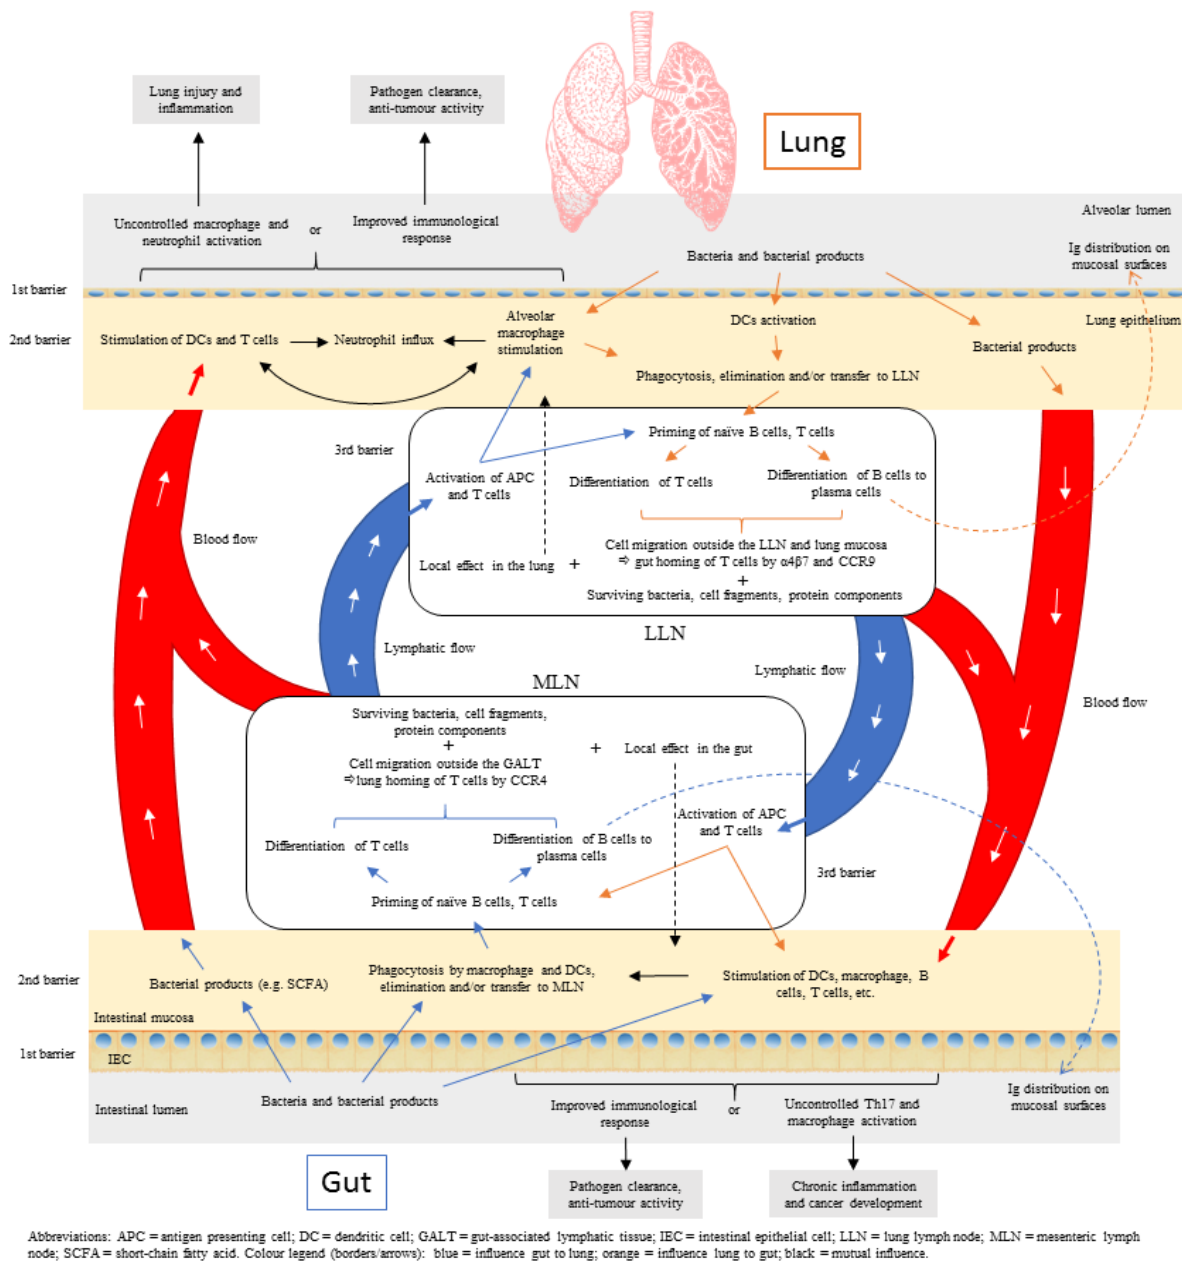 Lung injury and
inflammation
Pathogen clearance,
anti-tumour activity
Lung
Uncontrolled macrophage and
neutrophil activation
or
Improved immunological
response
Alveolar lumen
Bacteria and bacterial products
Ig distribution on
mucosal surfaces
1st barrier
2nd barrier
Stimulation of DCs and T cells
Neutrophil influx
Alveolar
macrophage
stimulation
DCs activation
Lung epithelium
Bacterial products
Phagocytosis, elimination and/or transfer to LLN
3rd barrier
Priming of naïve B cells, T cells
Activation of APC
and T cells
Differentiation of T cells
Differentiation of B cells to
plasma cells
Blood flow
Local effect in the lung
+
Cell migration outside the LLN and lung mucosa
⇨ gut homing of T cells by α4β7 and CCR9
+
Surviving bacteria, cell fragments, protein components
LLN
Lymphatic flow
Lymphatic flow
Blood flow
MLN
Surviving bacteria, cell fragments,
protein components
+
Cell migration outside the GALT
⇨lung homing of T cells by CCR4
+
Local effect in the gut
Activation of APC
and T cells
Differentiation of T cells
Differentiation of B cells to
plasma cells
3rd barrier
Priming of naïve B cells, T cells
2nd barrier
Bacterial products (e.g. SCFA)
Phagocytosis by macrophage and DCs,
elimination and/or transfer to MLN
Stimulation of DCs, macrophage, B
cells, T cells, etc.
Intestinal mucosa
1st barrier
IEC
Intestinal lumen
Bacteria and bacterial products
Improved immunological
response
or
Uncontrolled Th17 and
macrophage activation
Ig distribution on
mucosal surfaces
Gut
Pathogen clearance,
anti-tumour activity
Chronic inflammation
and cancer development
Abbreviations: APC = antigen presenting cell; DC = dendritic cell; GALT = gut-associated lymphatic tissue; IEC = intestinal epithelial cell; LLN = lung lymph node; MLN = mesenteric lymph
node; SCFA = short-chain fatty acid. Colour legend (borders/arrows): blue = influence gut to lung; orange = influence lung to gut; black = mutual influence.